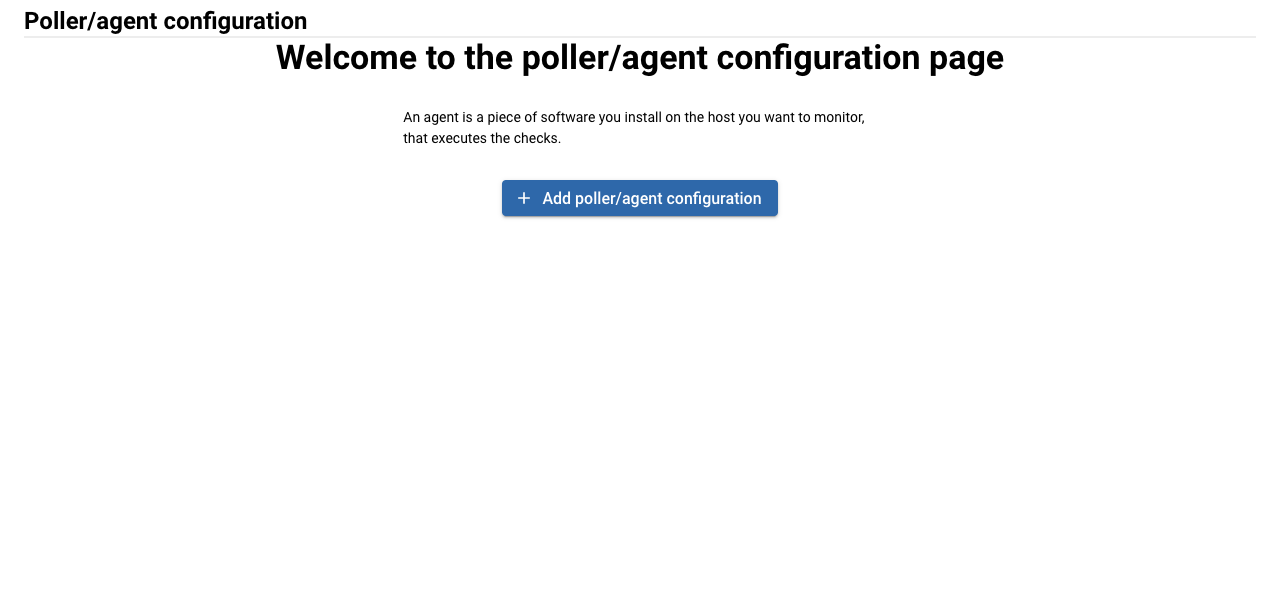 Poller/agent configuration
Welcome to the poller/agent configuration page
An agent is a piece of software you install on the host you want to monitor,
that executes the checks.
Add poller/agent configuration